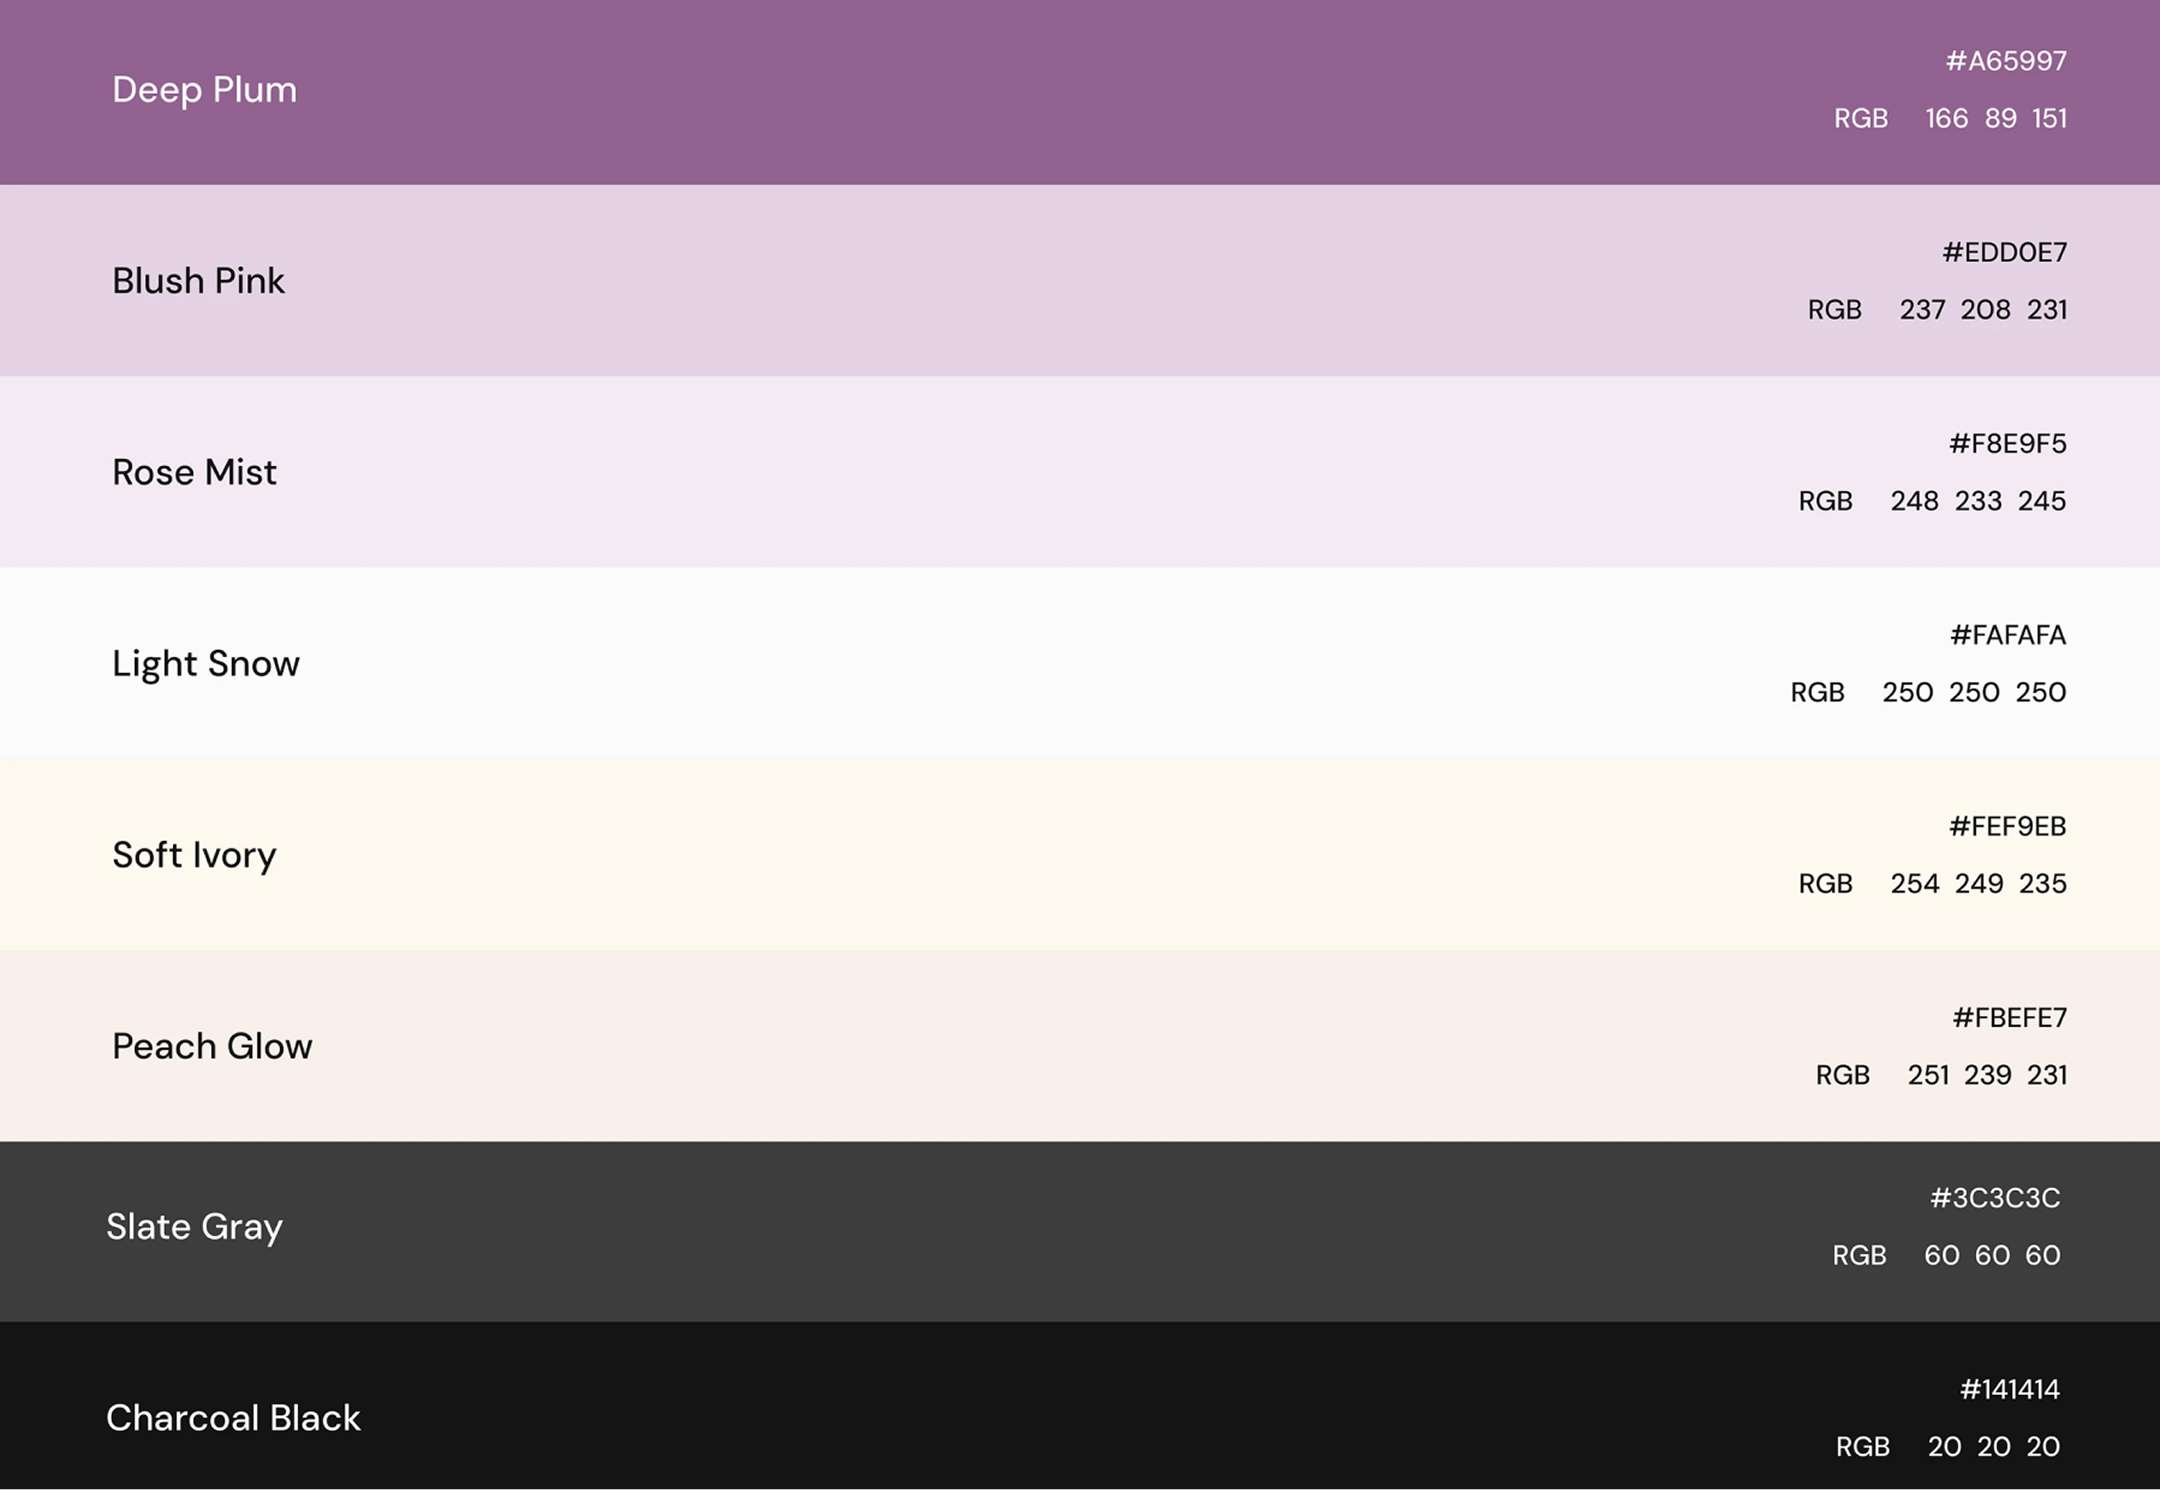 Deep Plum
#A65997
RGB 166 89 151
Blush Pink
#EDD0E7
RGB 237 208 231
Rose Mist
#F8E9F5
RGB 248 233 245
Light Snow
#FAFAFA
RGB 250 250 250
Soft Ivory
#FEF9EB
RGB 254 249 235
Peach Glow
#FBEFE7
RGB 251 239 231
Slate Gray
#3C3C3C
RGB 60 60 60
Charcoal Black
#141414
RGB 20 20 20